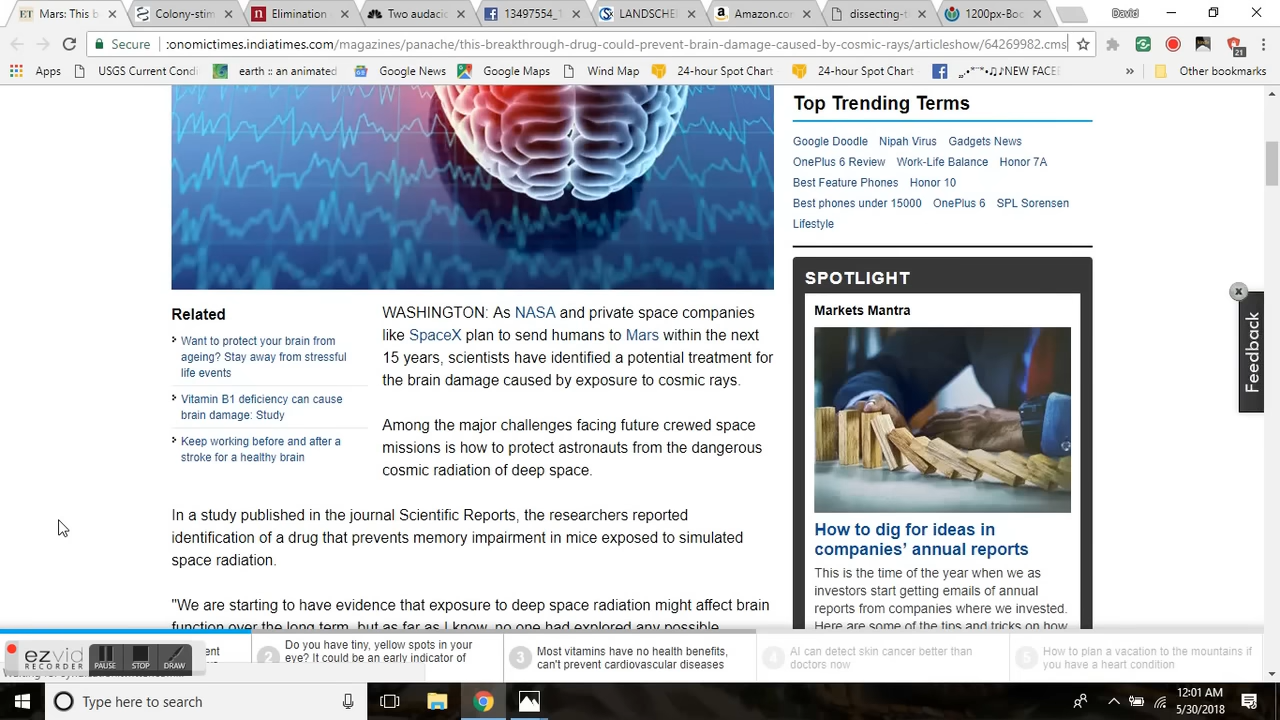 Mars: This b
Colony-stim
Elimination
Two audaci
13497554_1
LANDSCHE
Amazon.cor
dissecting-t
1200px-Boc
David
Secure
:onomictimes.indiatimes.com/magazines/panache/this-breakthrough-drug-could-prevent-brain-damage-caused-by-cosmic-rays/articleshow/64269982.cms
21
Apps
USGS Current Condi
earth :: an animated
Google News
Google Maps
Wind Map
24-hour Spot Chart
24-hour Spot Chart
„•*"•♫♪NEW FACEE
»
Other bookmarks
Top Trending Terms
Google Doodle Nipah Virus Gadgets News
OnePlus 6 Review Work-Life Balance Honor 7A
Best Feature Phones Honor 10
Best phones under 15000 OnePlus 6 SPL Sorensen
Lifestyle
SPOTLIGHT
Markets Mantra
How to dig for ideas in
companies’ annual reports
This is the time of the year when we as
investors start getting emails of annual
reports from companies where we invested.
Here are some of the tips and tricks on how
Feedback
Related
Want to protect your brain from
ageing? Stay away from stressful
life events
Vitamin B1 deficiency can cause
brain damage: Study
Keep working before and after a
stroke for a healthy brain
WASHINGTON: As NASA and private space companies
like SpaceX plan to send humans to Mars within the next
15 years, scientists have identified a potential treatment for
the brain damage caused by exposure to cosmic rays.
Among the major challenges facing future crewed space
missions is how to protect astronauts from the dangerous
cosmic radiation of deep space.
In a study published in the journal Scientific Reports, the researchers reported
identification of a drug that prevents memory impairment in mice exposed to simulated
space radiation.
"We are starting to have evidence that exposure to deep space radiation might affect brain
function over the long term, but as far as I know, no one had explored any possible
ezvid
RECORDER
PAUSE
STOP
DRAW
ent
2
Do you have tiny, yellow spots in your
eye? It could be an early indicator of
3
Most vitamins have no health benefits,
can't prevent cardiovascular diseases
4
AI can detect skin cancer better than
doctors now
5
How to plan a vacation to the mountains if
you have a heart condition
Type here to search
12:01 AM
5/30/2018